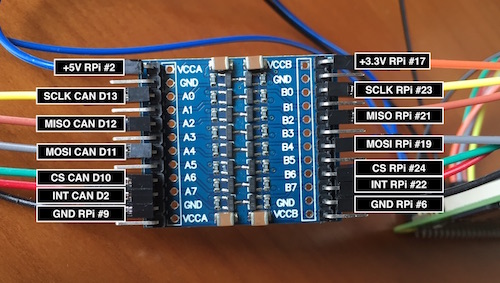 +5V RPi #2
SCLK CAN D13
MISO CAN D12
MOSI CAN D11
CS CAN D10
INT CAN D2
GND RPi #9
VCCA
GND
A0
A1
A2
A3
A4
A5
A6
A7
GND
VCCA
VCCB
GND
B0
B1
B2
B3
B4
B5
B6
B7
GND
VCCB
+3.3V RPi #17
SCLK RPi #23
MISO RPi #21
MOSI RPi #19
CS RPi #24
INT RPi #22
GND RPi #6